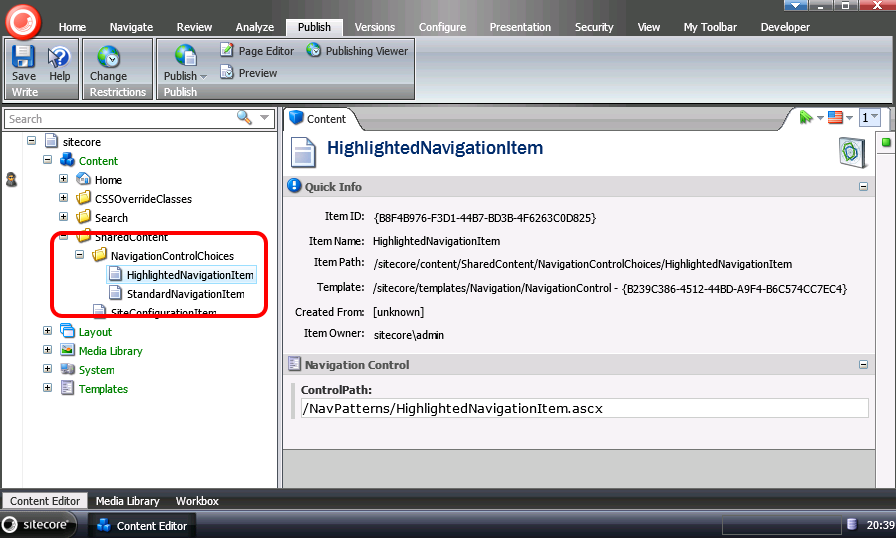 Home Navigate Review Analyze Publish Versions Configure Presentation Security View My Toolbar Developer
Save Help Change Publish Page Editor Publishing Viewer
Preview
Write Restrictions Publish
Search
sitecore
Content
Home
CSSOverrideClasses
Search
SharedContent
NavigationControlChoices
HighlightedNavigationItem
StandardNavigationItem
SiteConfigurationItem
Layout
Media Library
System
Templates
Content 1
HighlightedNavigationItem
Quick Info
Item ID: {B8F4B976-F3D1-44B7-BD3B-4F6263C0D825}
Item Name: HighlightedNavigationItem
Item Path: /sitecore/content/SharedContent/NavigationControlChoices/HighlightedNavigationItem
Template: /sitecore/templates/Navigation/NavigationControl - {B239C386-4512-44BD-A9F4-B6C574CC7EC4}
Created From: [unknown]
Item Owner: sitecore\admin
Navigation Control
ControlPath:
/NavPatterns/HighlightedNavigationItem.ascx
Content Editor Media Library Workbox
sitecore Content Editor 20:39